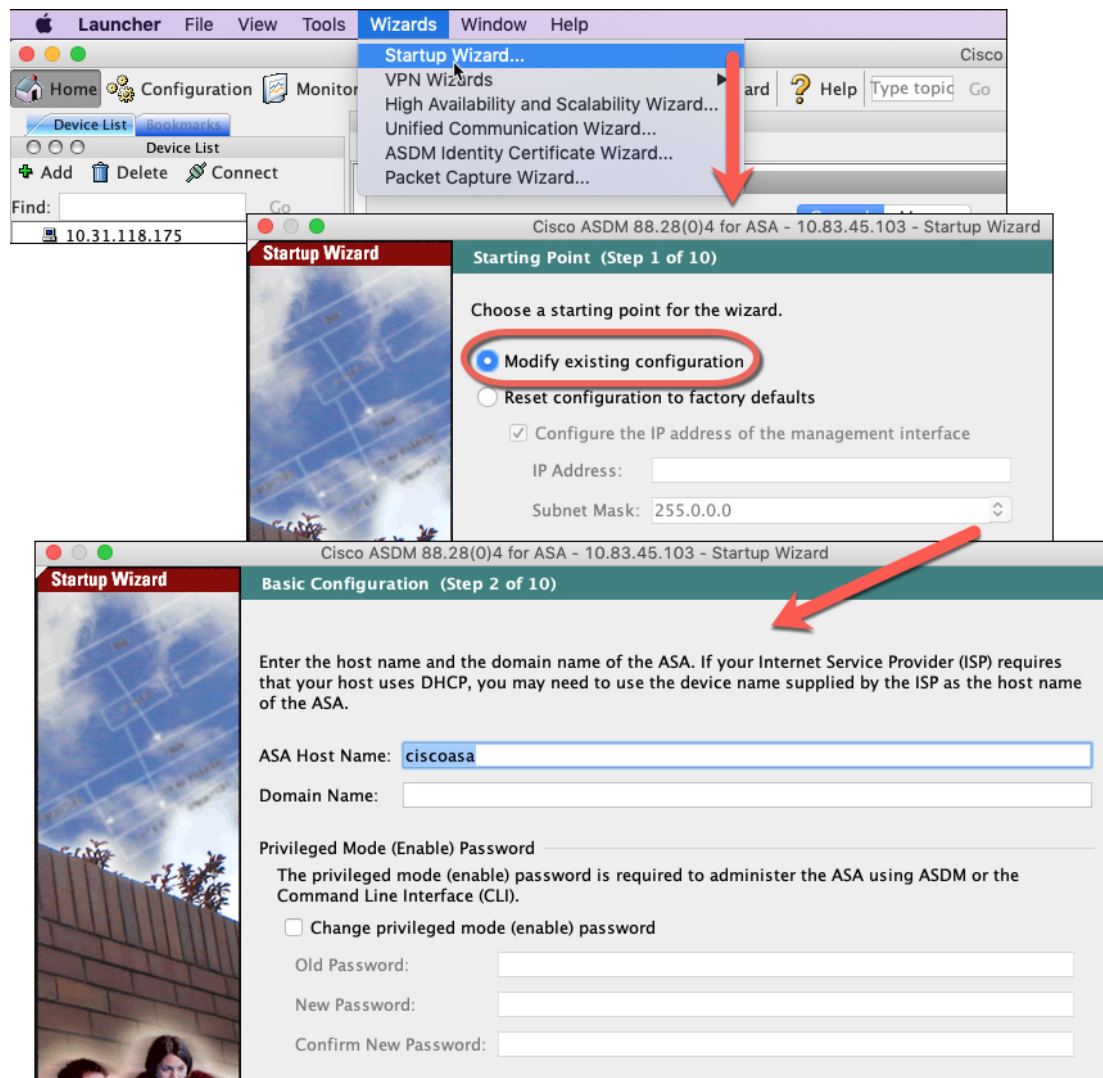 Launcher File View Tools Wizards Window Help
Startup Wizard...
VPN Wizards
High Availability and Scalability Wizard...
Unified Communication Wizard...
ASDM Identity Certificate Wizard...
Packet Capture Wizard...
Cisco
Home Configuration Monitor ard Help Type topic Go
Device List Bookmarks
Device List
Add Delete Connect
Find: Go
10.31.118.175
Cisco ASDM 88.28(0)4 for ASA - 10.83.45.103 - Startup Wizard
Startup Wizard Starting Point (Step 1 of 10)
Choose a starting point for the wizard.
Modify existing configuration
Reset configuration to factory defaults
Configure the IP address of the management interface
IP Address:
Subnet Mask: 255.0.0.0
Cisco ASDM 88.28(0)4 for ASA - 10.83.45.103 - Startup Wizard
Startup Wizard Basic Configuration (Step 2 of 10)
Enter the host name and the domain name of the ASA. If your Internet Service Provider (ISP) requires
that your host uses DHCP, you may need to use the device name supplied by the ISP as the host name
of the ASA.
ASA Host Name: ciscoasa
Domain Name:
Privileged Mode (Enable) Password
The privileged mode (enable) password is required to administer the ASA using ASDM or the
Command Line Interface (CLI).
Change privileged mode (enable) password
Old Password:
New Password:
Confirm New Password: